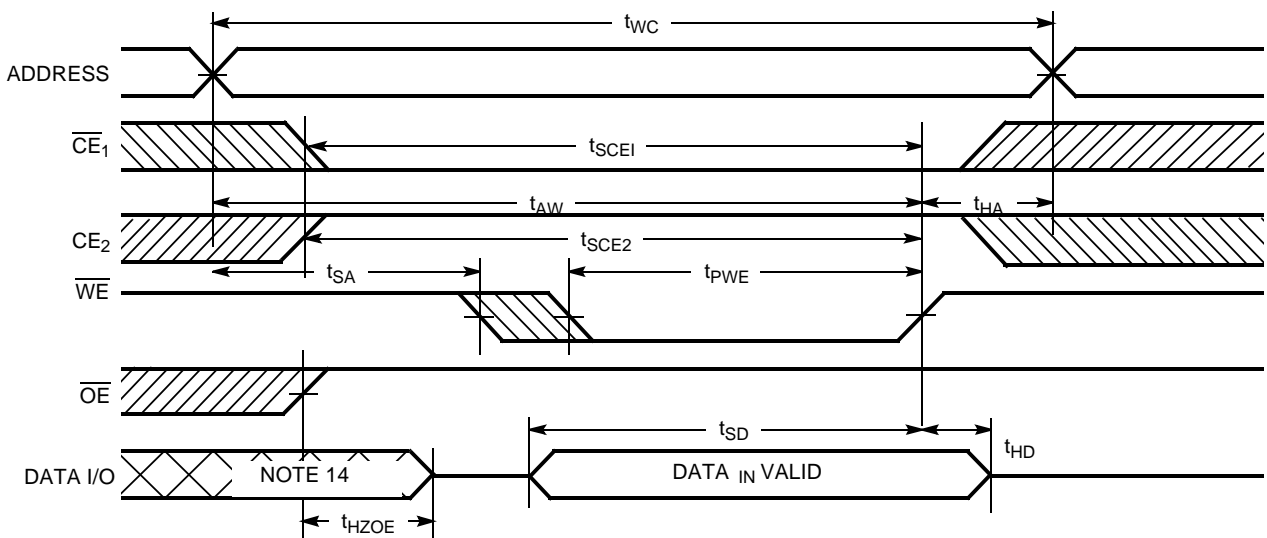 tWC
ADDRESS
CE1
tSCEI
tAW
tHA
CE2
tSCE2
tSA
tPWE
WE
OE
tSD
tHD
DATA I/O
NOTE 14
DATA IN VALID
tHZOE